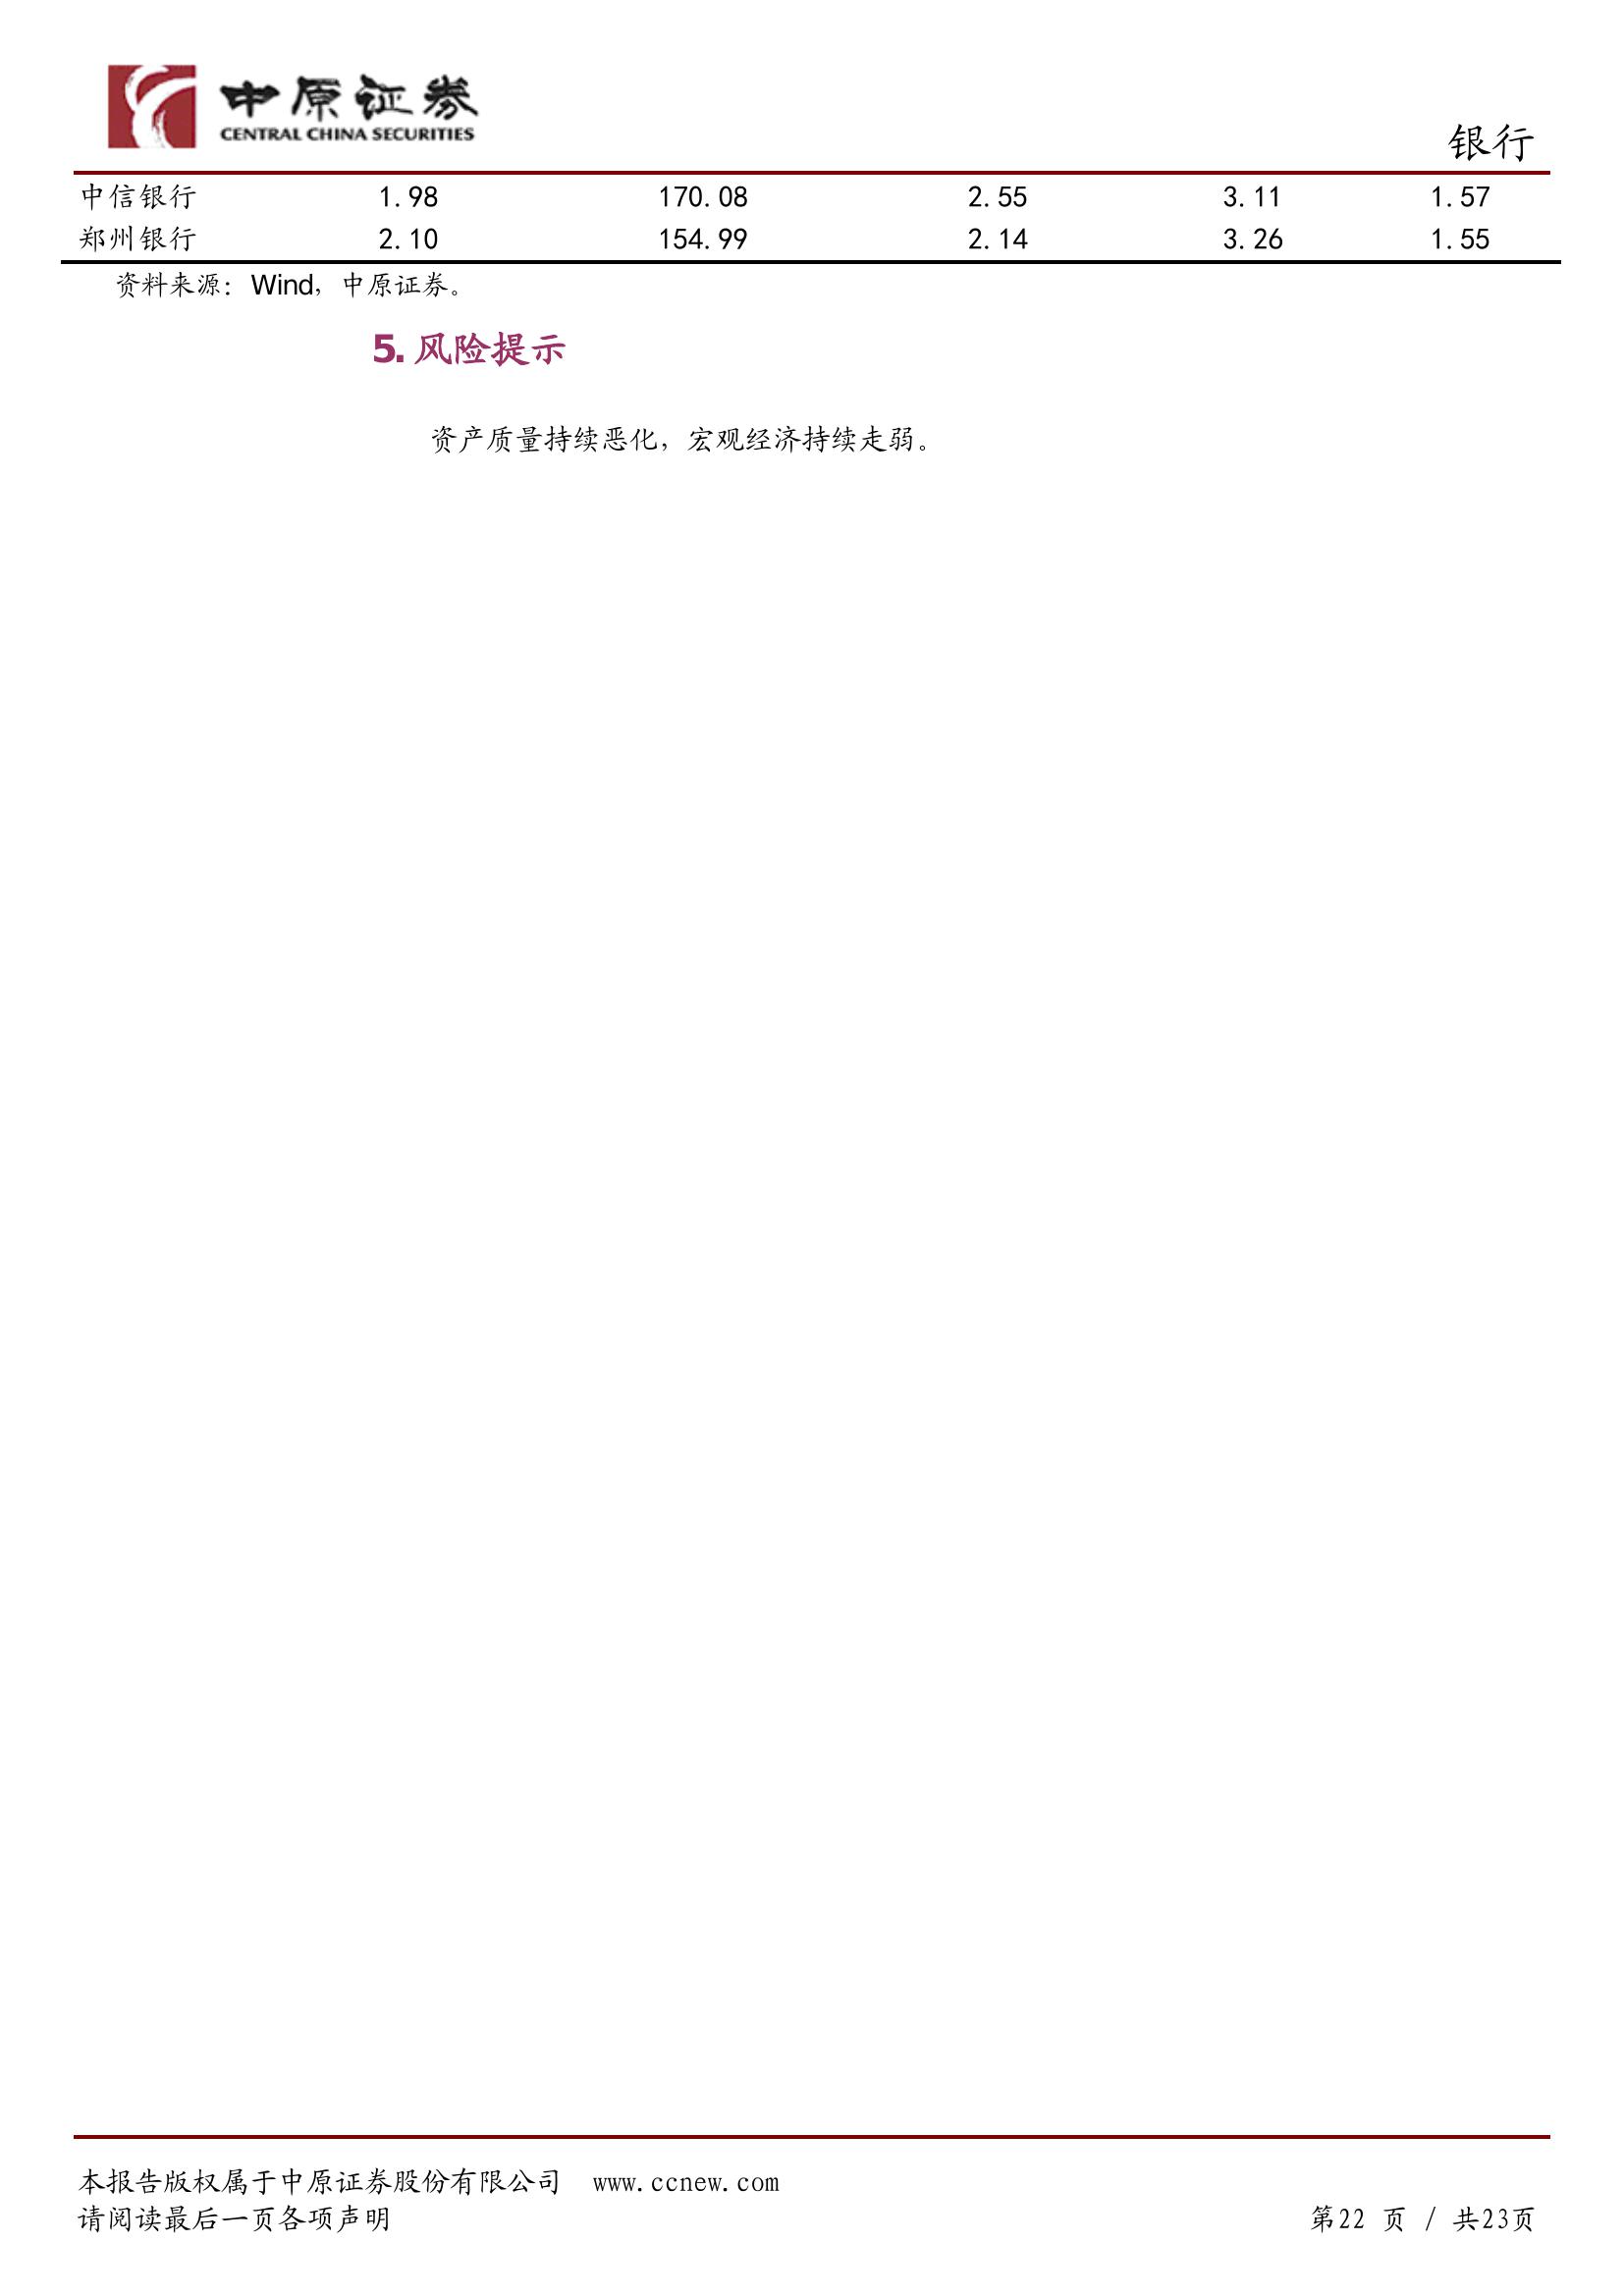 中原证券
CENTRAL CHINA SECURITIES
银行
中信银行 1.98 170.08 2.55 3.11 1.57
郑州银行 2.10 154.99 2.14 3.26 1.55
资料来源：Wind，中原证券。
5. 风险提示
资产质量持续恶化，宏观经济持续走弱。
本报告版权属于中原证券股份有限公司 www.ccnew.com
请阅读最后一页各项声明 第22 页 / 共23页